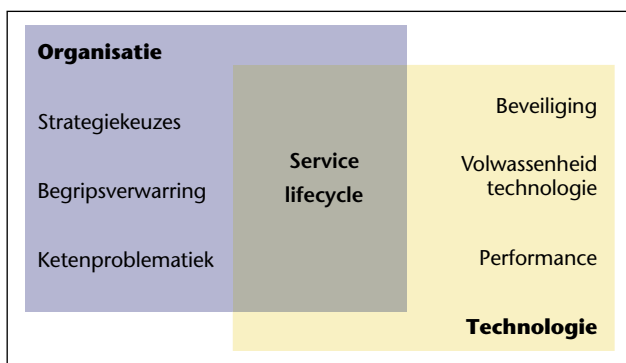 Organisatie
Strategiekeuzes
Begripsverwarring
Ketenproblematiek
Service
lifecycle
Beveiliging
Volwassenheid
technologie
Performance
Technologie